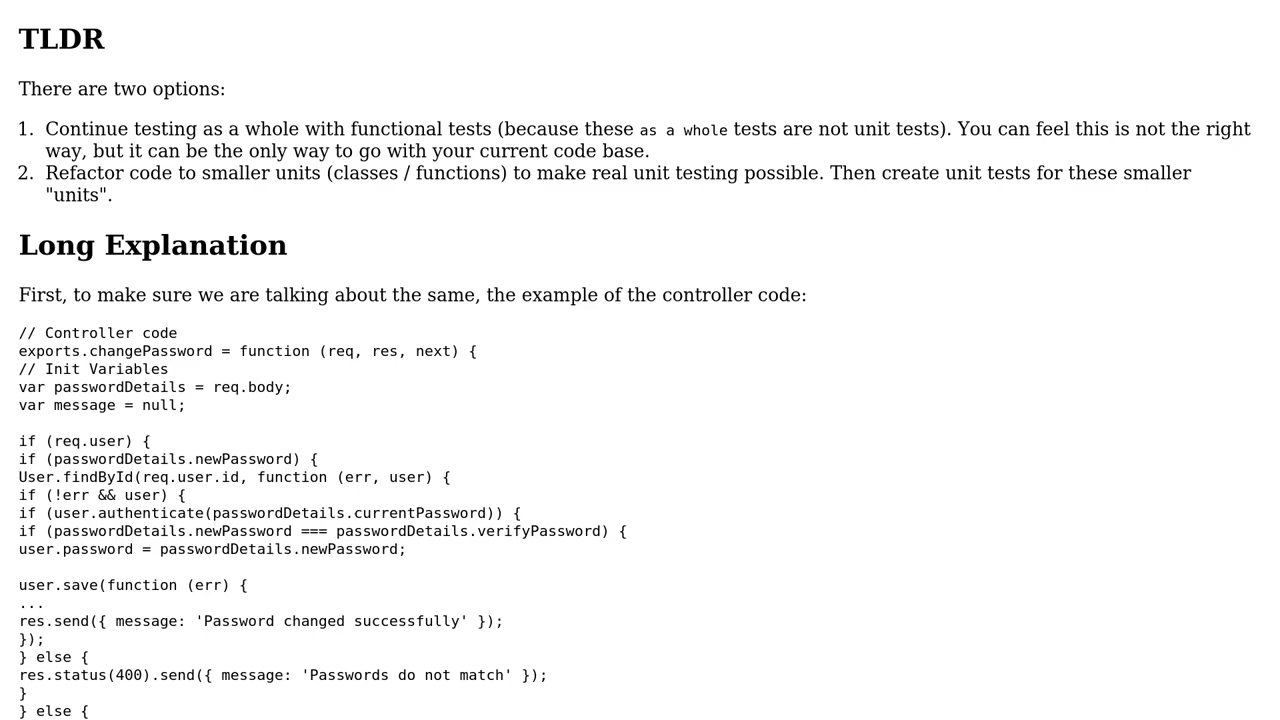 TLDR
There are two options:
1. Continue testing as a whole with functional tests (because these as a whole tests are not unit tests). You can feel this is not the right
way, but it can be the only way to go with your current code base.
2. Refactor code to smaller units (classes / functions) to make real unit testing possible. Then create unit tests for these smaller
"units".
Long Explanation
First, to make sure we are talking about the same, the example of the controller code:
// Controller code
exports.changePassword = function (req, res, next) {
// Init Variables
var passwordDetails = req.body;
var message = null;

if (req.user) {
if (passwordDetails.newPassword) {
User.findById(req.user.id, function (err, user) {
if (!err && user) {
if (user.authenticate(passwordDetails.currentPassword)) {
if (passwordDetails.newPassword === passwordDetails.verifyPassword) {
user.password = passwordDetails.newPassword;

user.save(function (err) {
...
res.send({ message: 'Password changed successfully' });
});
} else {
res.status(400).send({ message: 'Passwords do not match' });
}
} else {